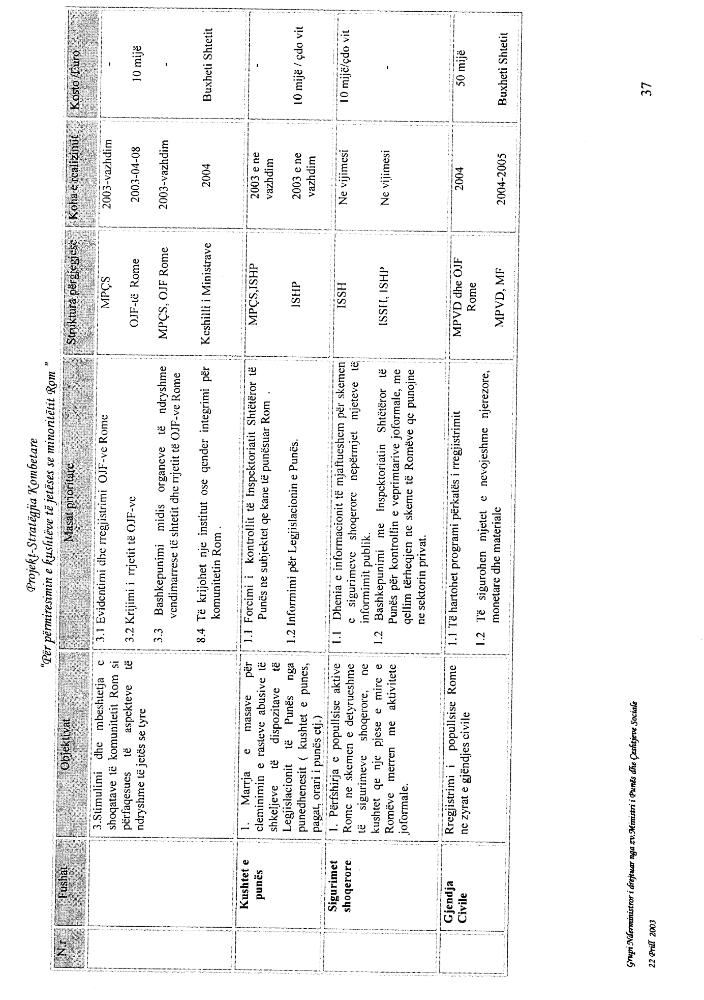 Projekt-Stratëgjia Kombetare
“Për përmiresimin e kushtëve të jetëses se minoritëtit Rom ”
N.r
Fushat
Objektivat
Masat prioritare
Struktura përgjegjese
Koha e realizimit
Kosto /Euro
3.Stimulimi dhe mbeshtetja e
shoqatave të komunitetit Rom si
përfaqesues të aspekteve të
ndryshme të jetës se tyre
3.1 Evidentimi dhe rregjistrimi OJF-ve Rome
MPÇS
2003-vazhdim
-
3.2 Krijimi i rrjetit të OJF-ve
OJF-të Rome
2003-04-08
10 mijë
3.3 Bashkepunimi midis organeve të ndryshme
vendimarrese të shtetit dhe rrjetit të OJF-ve Rome
MPÇS, OJF Rome
2003-vazhdim
-
8.4 Të krijohet nje institut ose qender integrimi për
komunitetin Rom .
Keshilli i Ministrave
2004
Buxheti Shtetit
Kushtet e
punës
1. Marrja e masave për
eleminimin e rasteve abusive të
shkeljeve të dispozitave të
Legjislacionit të Punës nga
punedhenesit ( kushtet e punes,
pagat, orari i punës etj.)
1.1 Forcimi i kontrollit të Inspektoriatit Shtëtëror të
Punës ne subjektet qe kane të punësuar Rom .
MPÇS,ISHP
2003 e ne
vazhdim
-
1.2 Informimi për Legjislacionin e Punës.
ISHP
2003 e ne
vazhdim
10 mijë / çdo vit
Sigurimet
shoqerore
1. Përfshirja e popullsise aktive
Rome ne skemen e detyrueshme
të sigurimeve shoqerore, ne
kushtet qe nje pjese e mire e
Romëve merren me aktivitete
joformale.
1.1 Dhenia e informacionit të mjaftueshem për skemen
e sigurimeve shoqerore nepërmjet mjeteve të
informimit publik.
ISSH
Ne vijimesi
10 mijë/çdo vit
1.2 Bashkepunimi me Inspektoriatin Shtëtëror të
Punës për kontrollin e veprimtarive joformale, me
qellim tërheqjen ne skeme të Romëve qe punojne
ne sektorin privat.
ISSH, ISHP
Ne vijimesi
-
Gjendja
Civile
Rregjistrimi i popullsise Rome
ne zyrat e gjëndjes civile
1.1 Të hartohet programi përkatës i rregjistrimit
MPVD dhe OJF
Rome
2004
50 mijë
1.2 Të sigurohen mjetet e nevojeshme njerezore,
monetare dhe materiale
MPVD, MF
2004-2005
Buxheti Shtetit
Grupi Nderministror i drejtuar nga zv.Ministri i Punës dhe Çeshtjeve Sociale
22 Prill 2003
37